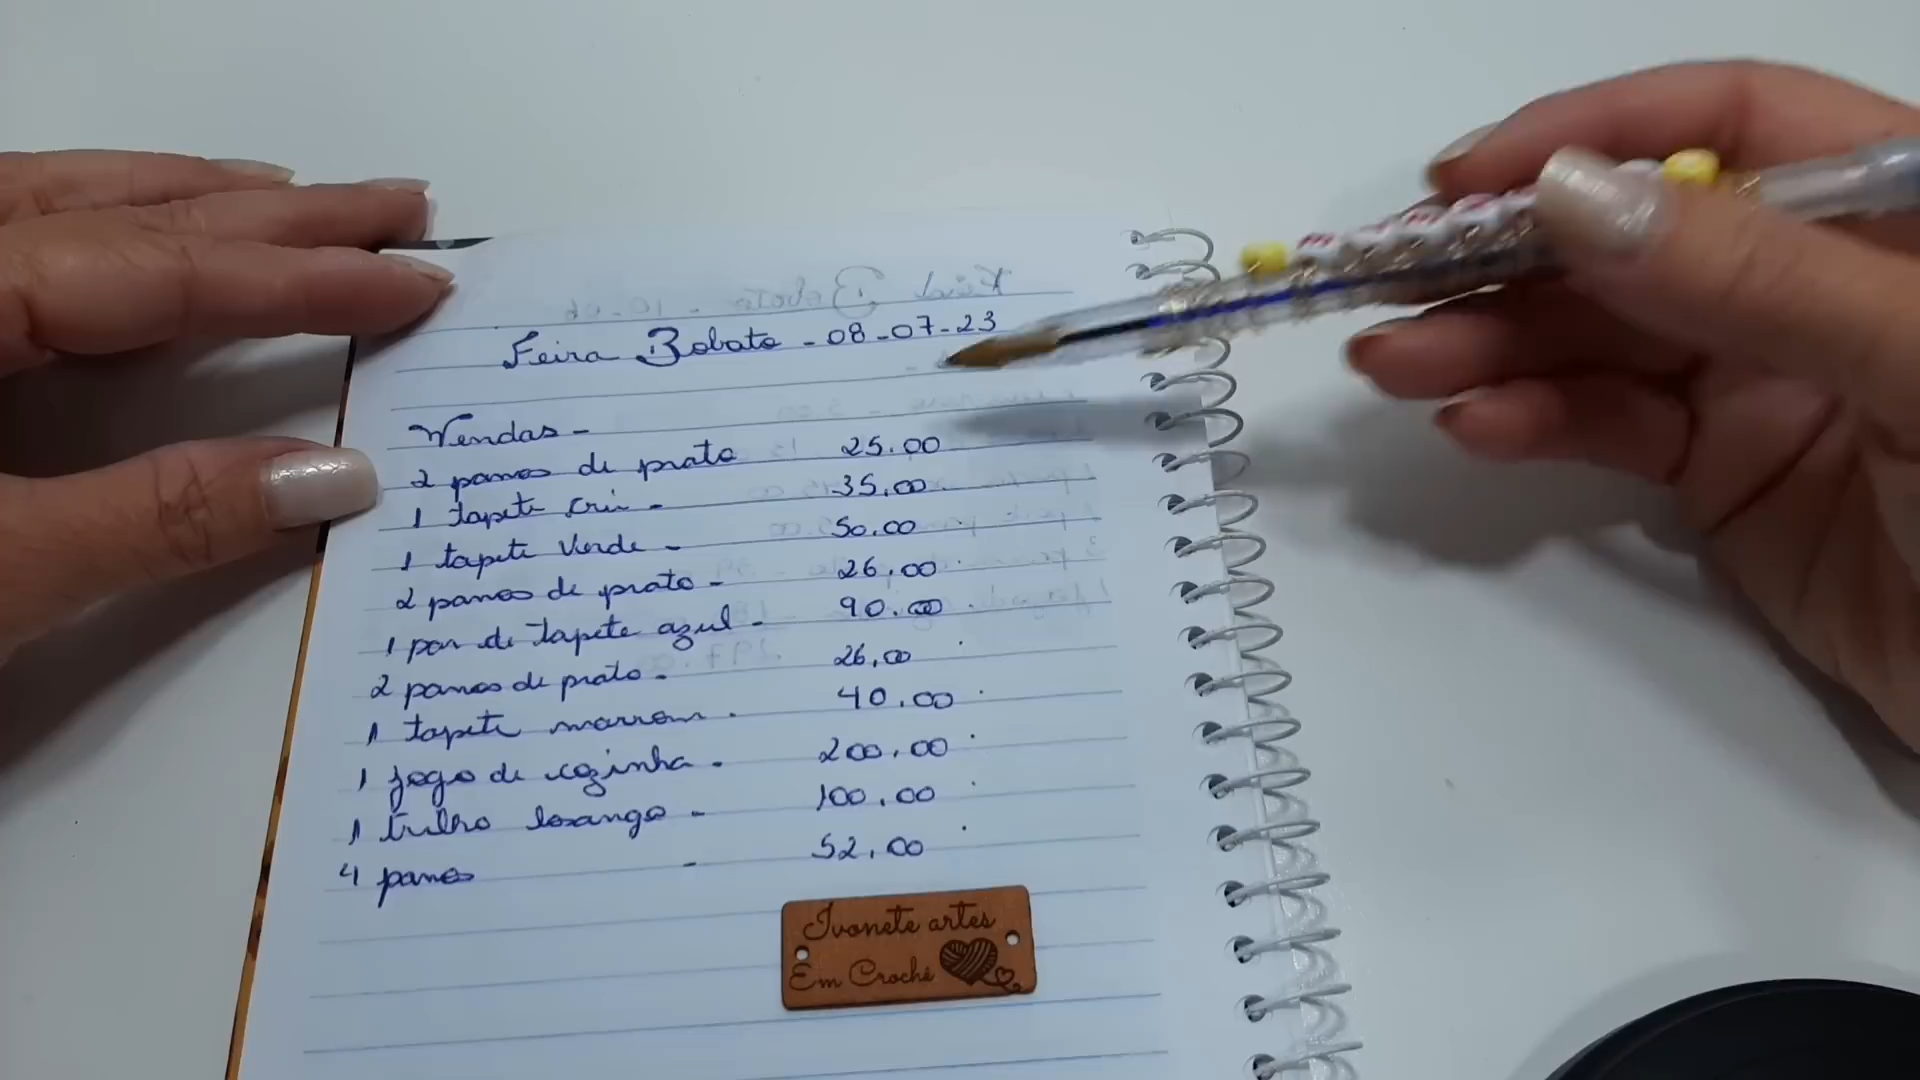 Feira Bobato - 08-07-23
Vendas -
2 panos de prato 25.00
1 tapete cru - 35,00
1 tapete verde - 50.00
2 panos de prato - 26.00
1 par de tapete azul - 90.00
2 panos de prato - 26,00
1 tapete marrom - 40.00
1 jogo de cozinha - 200.00
1 trilho losango - 100.00
4 panos - 52,00
Ivonete artes
Em Crochê